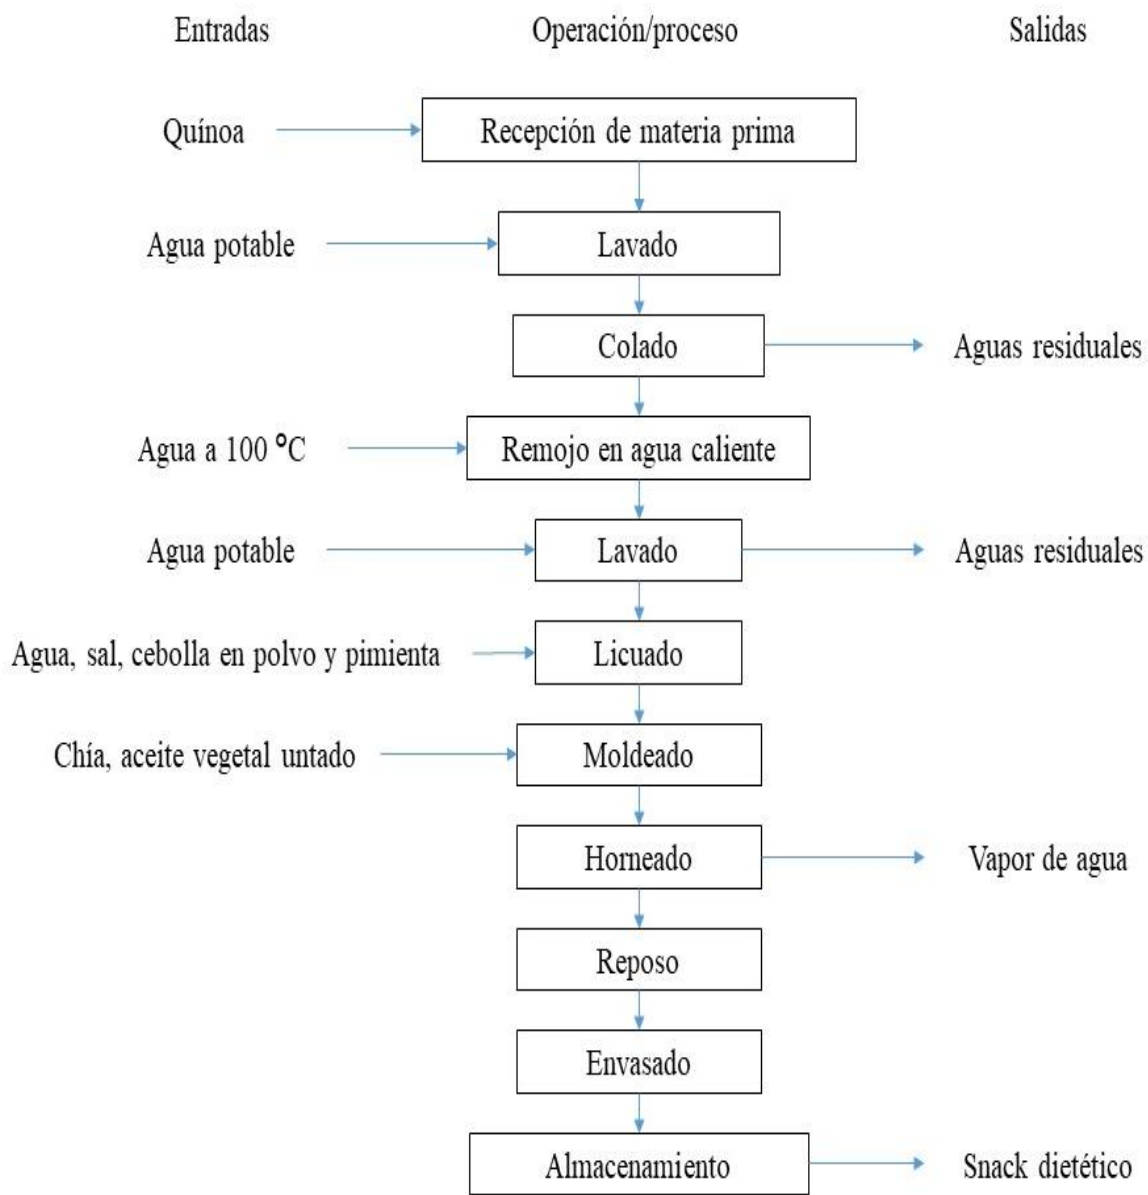 Entradas Operación/proceso Salidas
Quínoa Recepción de materia prima
Agua potable Lavado
Colado Aguas residuales
Agua a 100 °C Remojo en agua caliente
Agua potable Lavado Aguas residuales
Agua, sal, cebolla en polvo y pimienta Licuado
Chía, aceite vegetal untado Moldeado
Horneado Vapor de agua
Reposo
Envasado
Almacenamiento Snack dietético